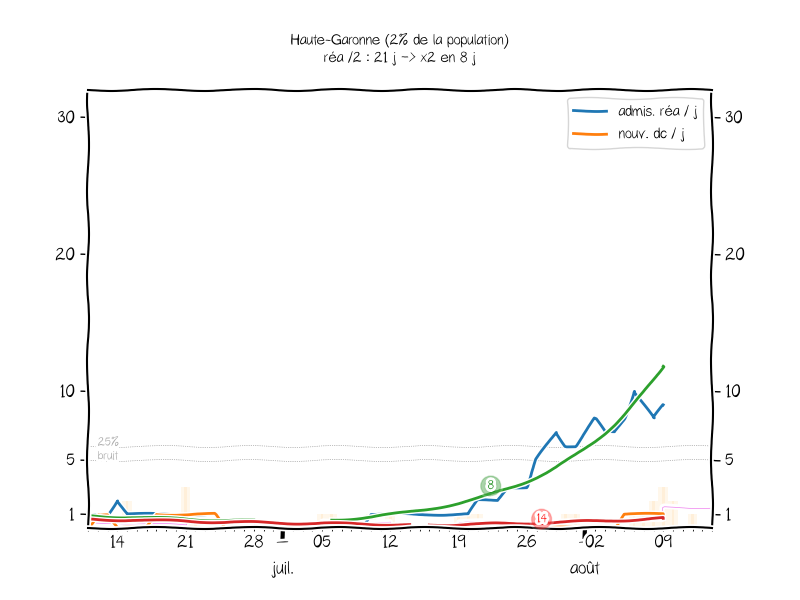 Haute-Garonne (2% de la population)
réa /2 : 21 j -> x2 en 8 j
admis. réa / j
nouv. dc / j
30
30
20
20
10
10
25%
bruit
5
5
8
14
1
1
14 21 28 05 12 19 26 02 09
juil. août